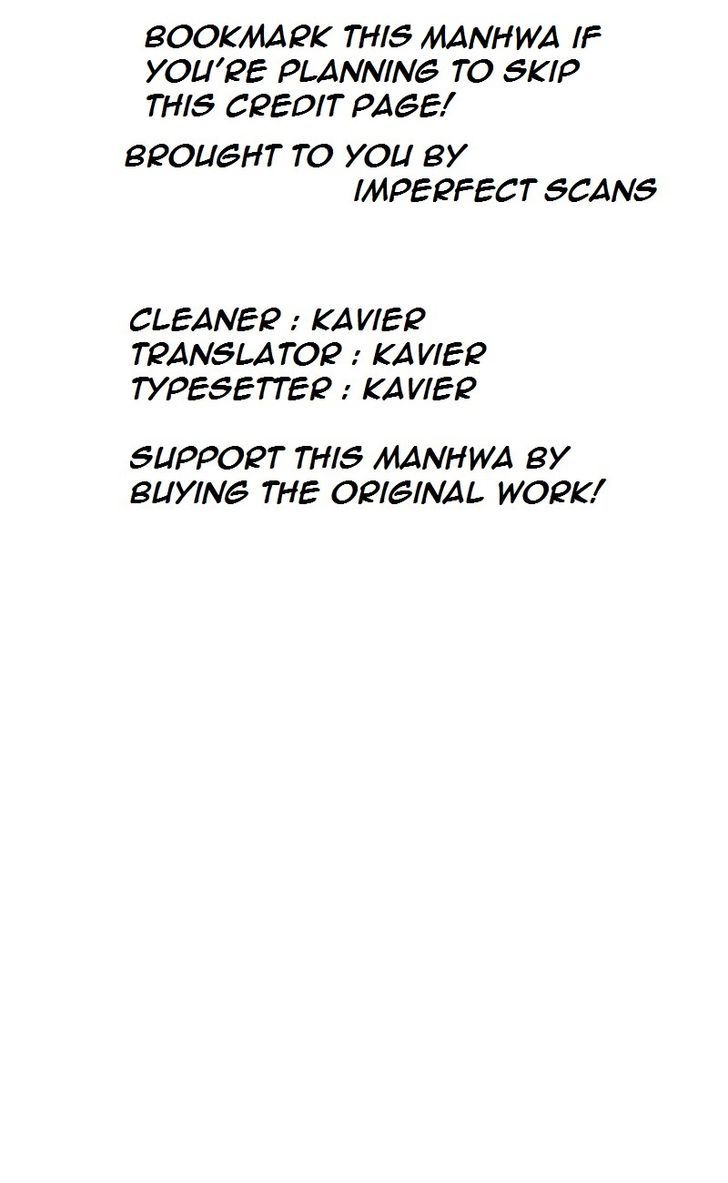 BOOKMARK THIS MANHWA IF
YOU'RE PLANNING TO SKIP
THIS CREDIT PAGE!
BROUGHT TO YOU BY
IMPERFECT SCANS
CLEANER : KAVIER
TRANSLATOR : KAVIER
TYPESETTER : KAVIER
SUPPORT THIS MANHWA BY
BUYING THE ORIGINAL WORK!